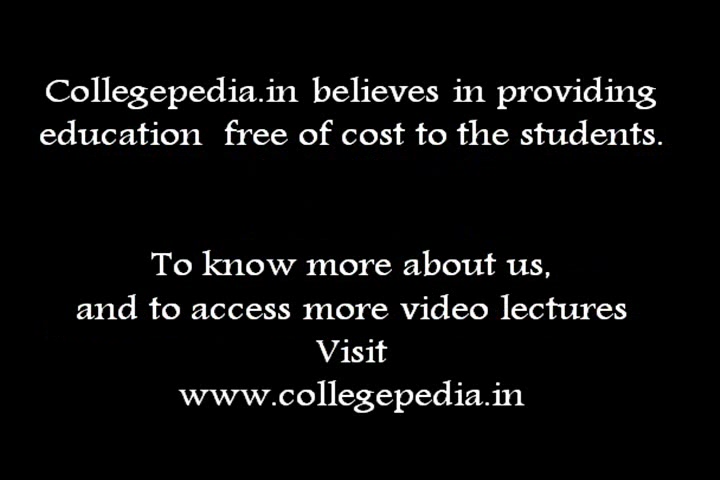 Collegepedia.in believes in providing
education  free of cost to the students.
To know more about us,
and to access more video lectures
Visit
www.collegepedia.in